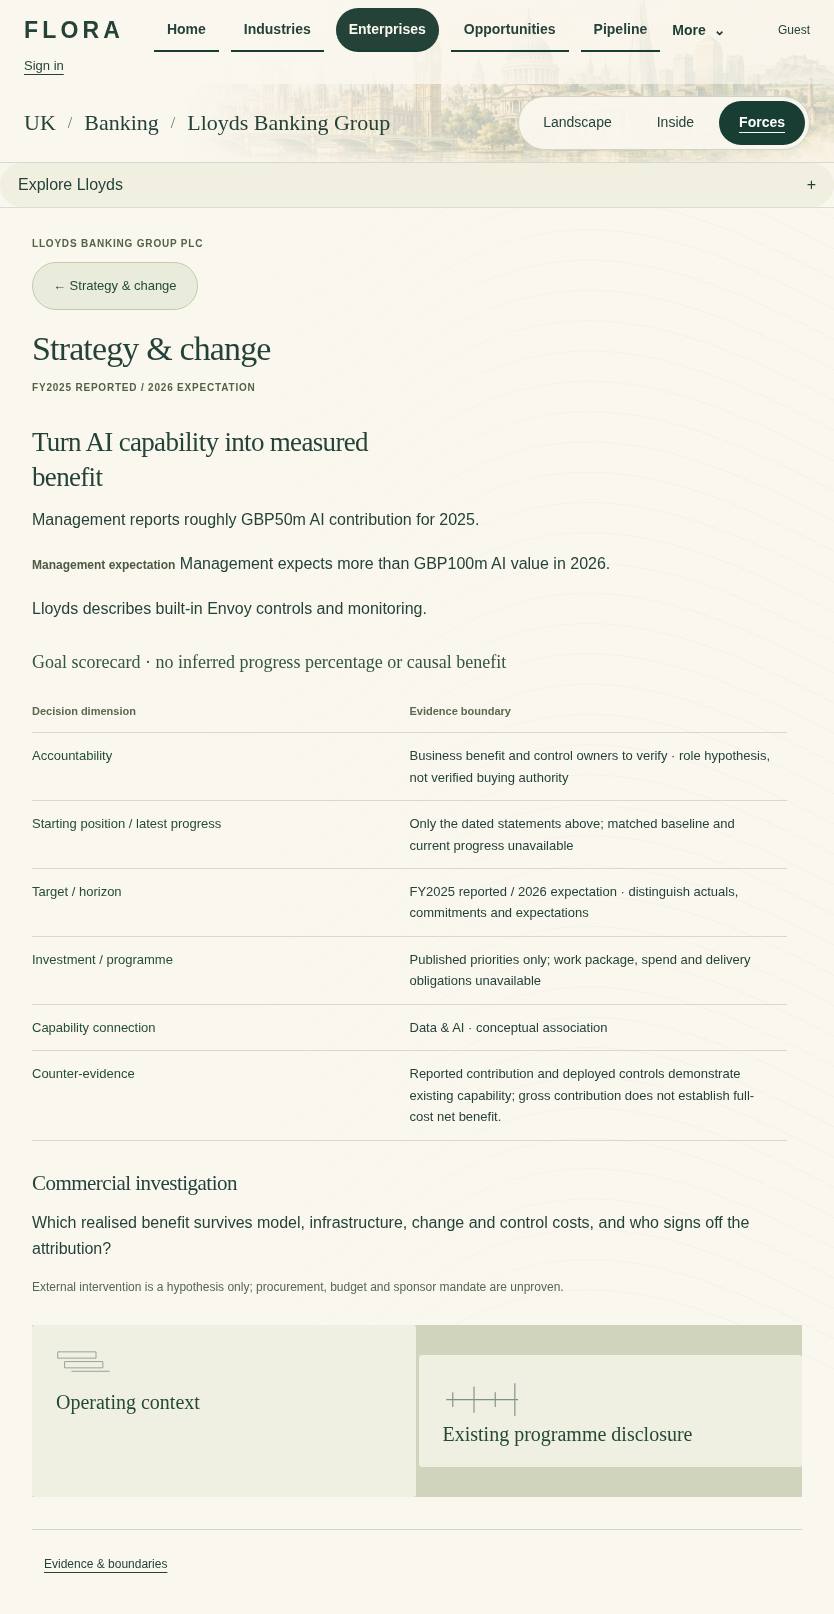 FLORA
Home
Industries
Enterprises
Opportunities
Pipeline
More
Guest
Sign in
UK / Banking / Lloyds Banking Group
Landscape
Inside
Forces
Explore Lloyds
+
LLOYDS BANKING GROUP PLC
← Strategy & change
Strategy & change
FY2025 REPORTED / 2026 EXPECTATION
Turn AI capability into measured
benefit
Management reports roughly GBP50m AI contribution for 2025.
Management expectation Management expects more than GBP100m AI value in 2026.
Lloyds describes built-in Envoy controls and monitoring.
Goal scorecard · no inferred progress percentage or causal benefit
Decision dimension
Evidence boundary
Accountability
Business benefit and control owners to verify · role hypothesis,
not verified buying authority
Starting position / latest progress
Only the dated statements above; matched baseline and
current progress unavailable
Target / horizon
FY2025 reported / 2026 expectation · distinguish actuals,
commitments and expectations
Investment / programme
Published priorities only; work package, spend and delivery
obligations unavailable
Capability connection
Data & AI · conceptual association
Counter-evidence
Reported contribution and deployed controls demonstrate
existing capability; gross contribution does not establish full-
cost net benefit.
Commercial investigation
Which realised benefit survives model, infrastructure, change and control costs, and who signs off the
attribution?
External intervention is a hypothesis only; procurement, budget and sponsor mandate are unproven.
Operating context
Existing programme disclosure
Evidence & boundaries